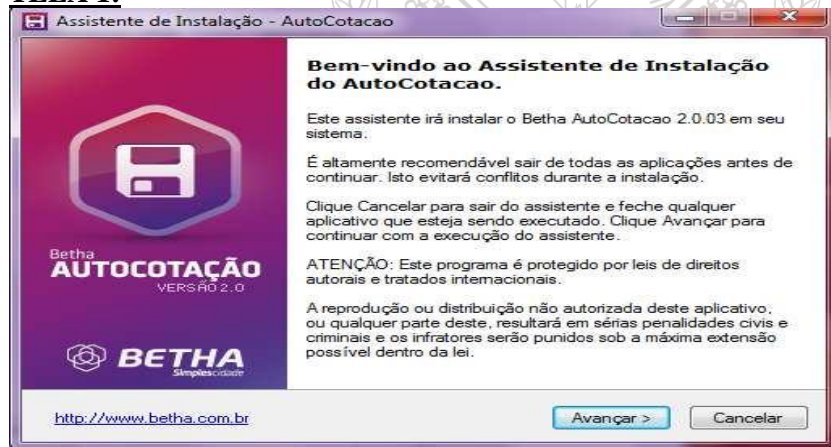 TELA 1:
Assistente de Instalação - AutoCotacao
Bem-vindo ao Assistente de Instalação
do AutoCotacao.
Este assistente irá instalar o Betha AutoCotacao 2.0.03 em seu
sistema.
É altamente recomendável sair de todas as aplicações antes de
continuar. Isto evitará conflitos durante a instalação.
Clique Cancelar para sair do assistente e feche qualquer
aplicativo que esteja sendo executado. Clique Avançar para
continuar com a execução do assistente.
ATENÇÃO: Este programa é protegido por leis de direitos
autorais e tratados internacionais.
A reprodução ou distribuição não autorizada deste aplicativo,
ou qualquer parte deste, resultará em sérias penalidades civis e
criminais e os infratores serão punidos sob a máxima extensão
possível dentro da lei.
Betha
AUTOCOTAÇÃO
VERSÃO 2.0
BETHA
Simplescidade
http://www.betha.com.br
Avançar >
Cancelar